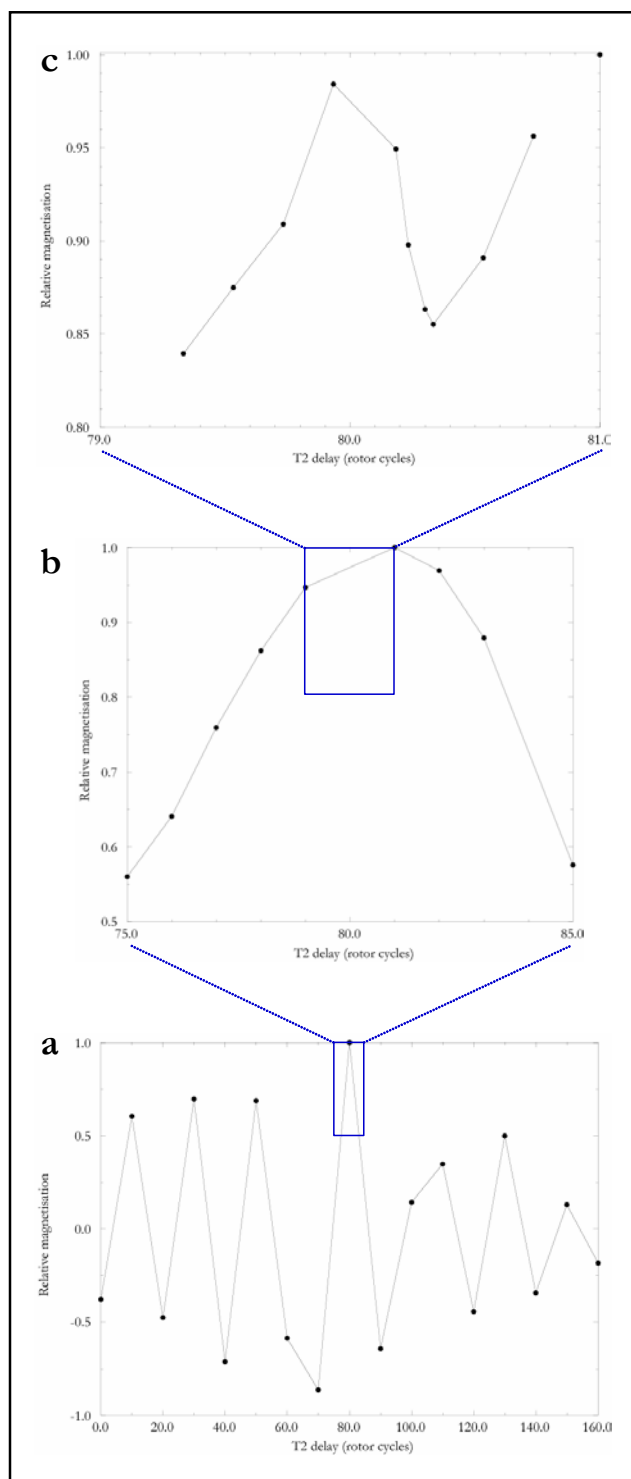 c
1.00
0.95
0.90
0.85
0.80
Relative magnetisation
79.0 80.0 81.0
T2 delay (rotor cycles)
b
1.0
0.9
0.8
0.7
0.6
0.5
Relative magnetisation
75.0 80.0 85.0
T2 delay (rotor cycles)
a
1.0
0.5
0.0
-0.5
-1.0
Relative magnetisation
0.0 20.0 40.0 60.0 80.0 100.0 120.0 140.0 160.0
T2 delay (rotor cycles)